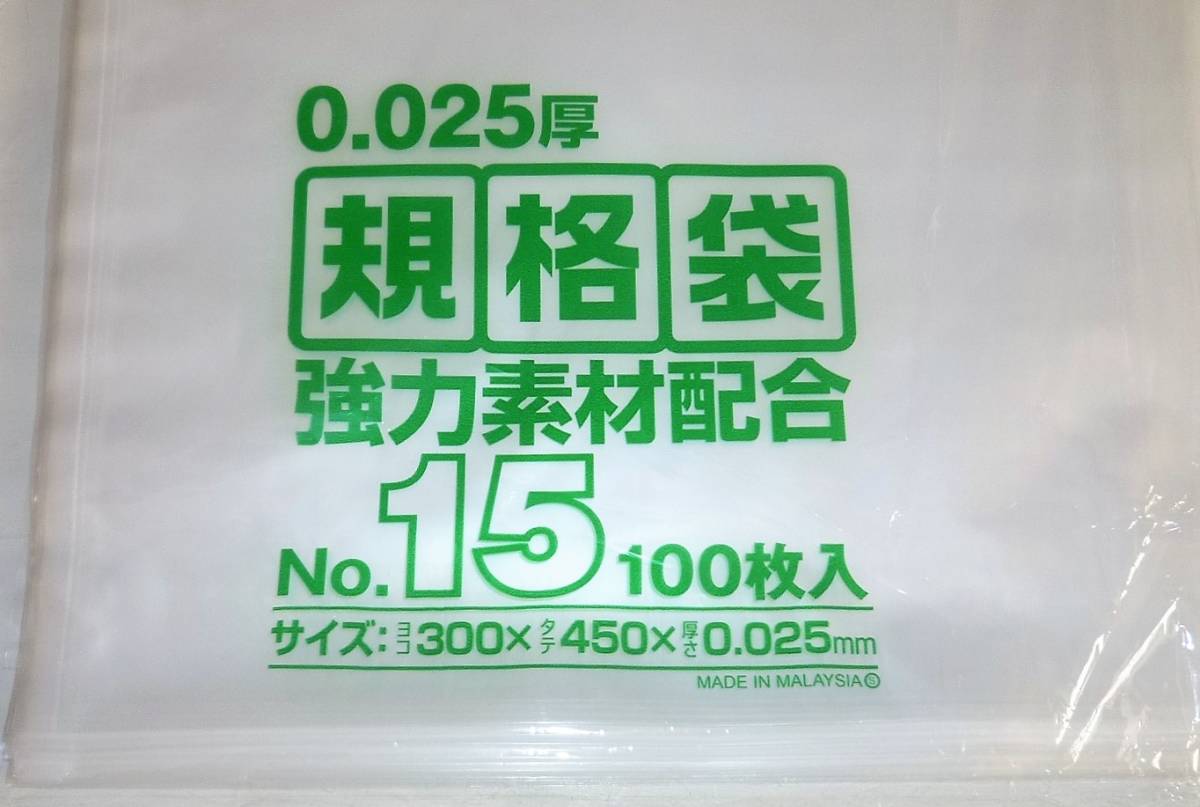 0.025厚
規格袋
強力素材配合
No.15 100枚入
サイズ:ヨコ300×タテ450×厚さ0.025mm
MADE IN MALAYSIA Ⓢ